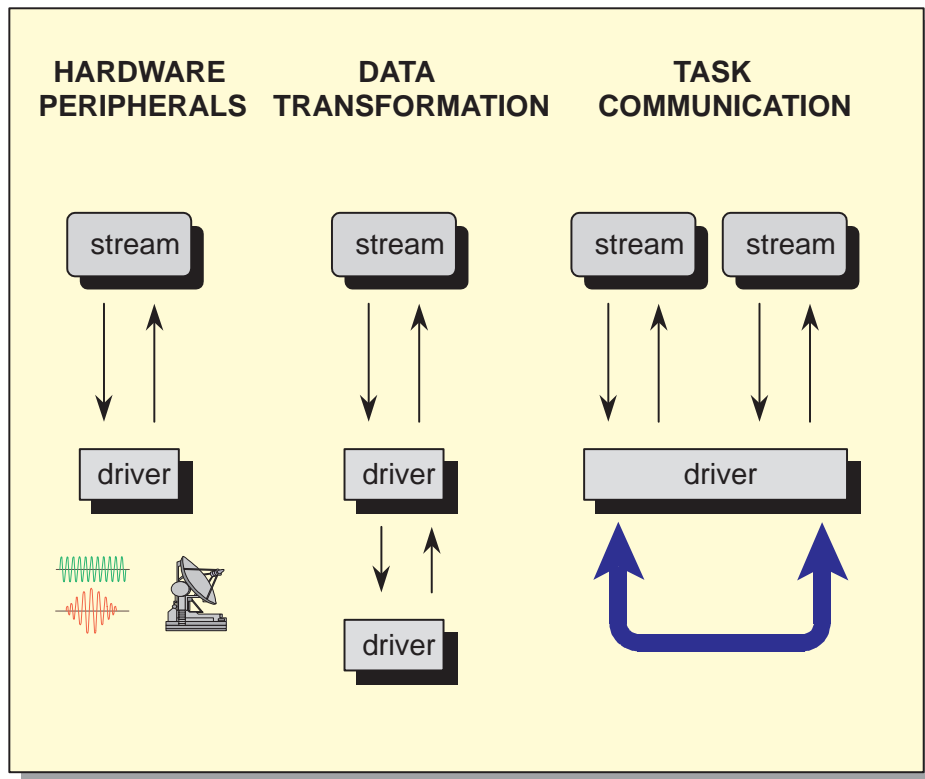 HARDWARE
PERIPHERALS
DATA
TRANSFORMATION
TASK
COMMUNICATION
stream
stream
stream
stream
driver
driver
driver
driver